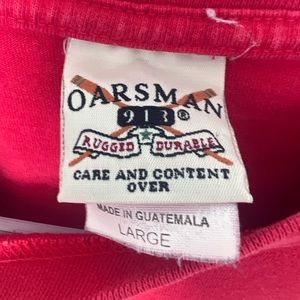 OARSMAN
913®
RUGGED DURABLE
CARE AND CONTENT
OVER
MADE IN GUATEMALA
LARGE